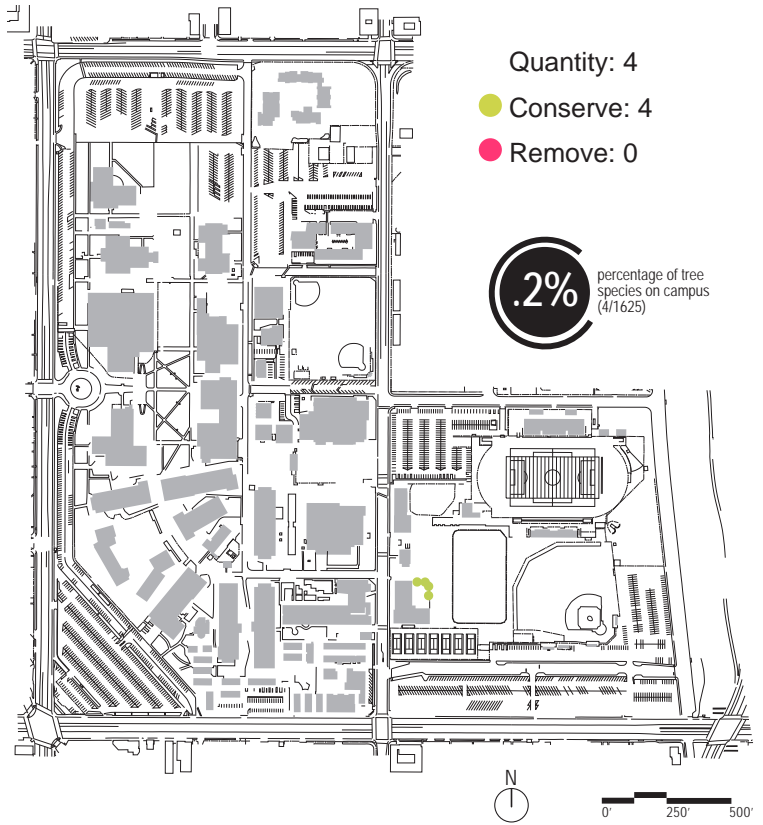 Quantity: 4
Conserve: 4
Remove: 0
.2%
percentage of tree
species on campus
(4/1625)
N
0' 250' 500'